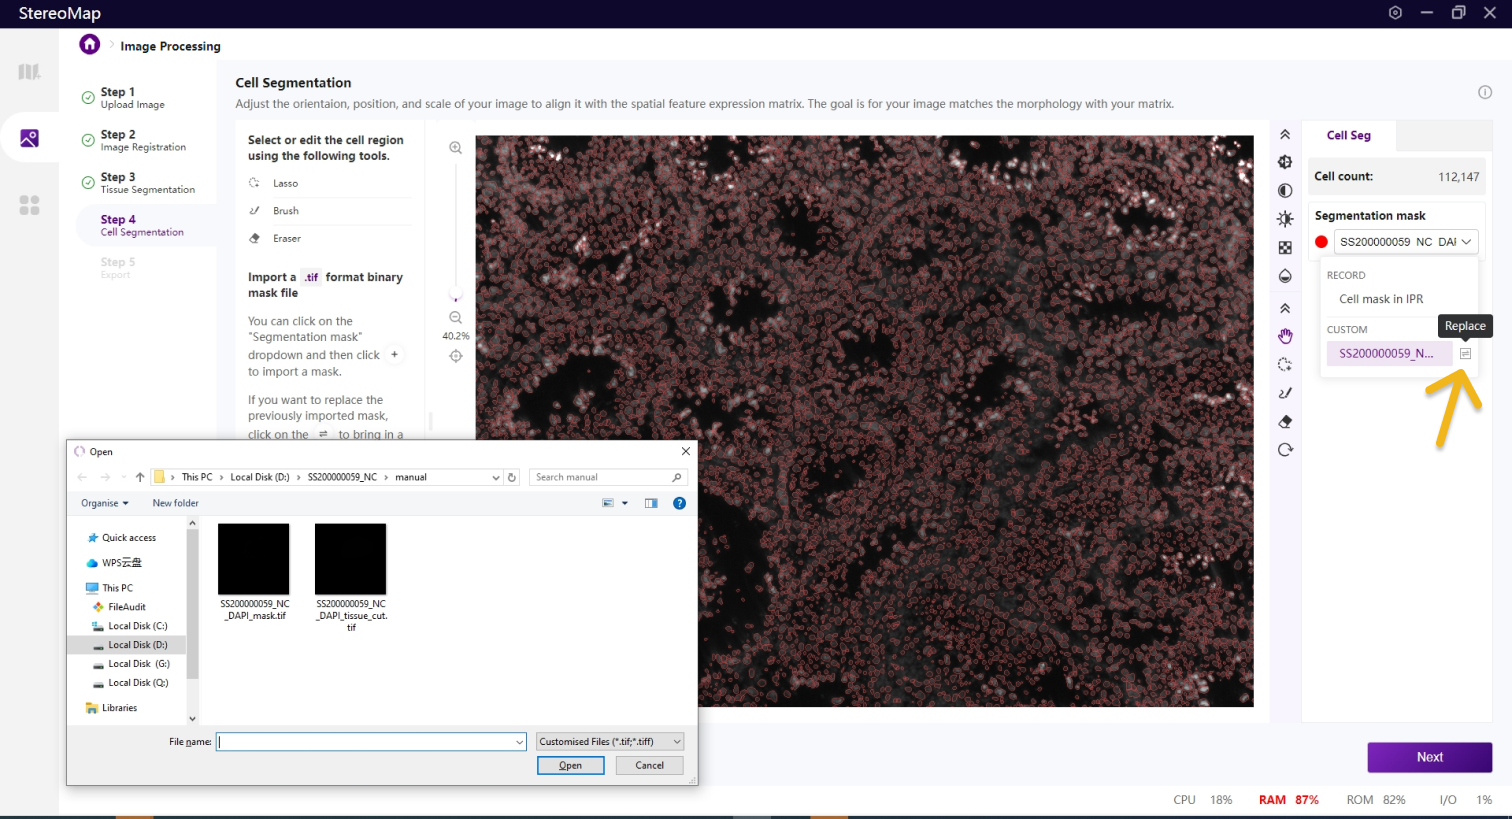 StereoMap
Image Processing
Step 1
Upload Image
Step 2
Image Registration
Step 3
Tissue Segmentation
Step 4
Cell Segmentation
Step 5
Export
Cell Segmentation
Adjust the orientaion, position, and scale of your image to align it with the spatial feature expression matrix. The goal is for your image matches the morphology with your matrix.
Select or edit the cell region
using the following tools.
Lasso
Brush
Eraser
Import a .tif format binary
mask file
You can click on the
"Segmentation mask"
dropdown and then click +
to import a mask.
If you want to replace the
previously imported mask,
click on the ⇌ to bring in a
40.2%
Cell Seg
Cell count: 112,147
Segmentation mask
SS200000059 NC DAI
RECORD
Cell mask in IPR
CUSTOM
Replace
SS200000059_N...
Open
This PC > Local Disk (D:) > SS200000059_NC > manual
Search manual
Organise
New folder
Quick access
WPS云盘
This PC
FileAudit
Local Disk (C:)
Local Disk (D:)
Local Disk (G:)
Local Disk (Q:)
Libraries
SS200000059_NC
_DAPI_mask.tif
SS200000059_NC
_DAPI_tissue_cut.
tif
File name:
Customised Files (*.tif;*.tiff)
Open
Cancel
Next
CPU 18% RAM 87% ROM 82% I/O 1%